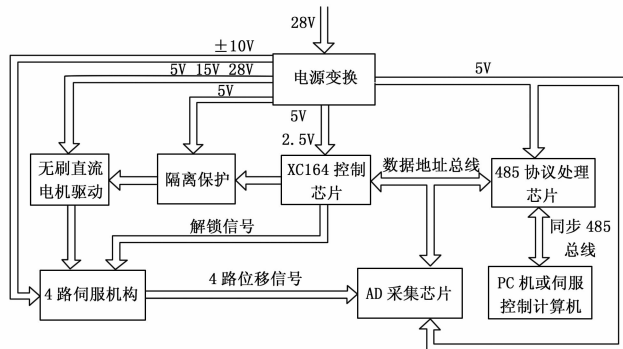 28V
±10V
5V 15V 28V
5V
电源变换
5V
5V
2.5V
无刷直流
电机驱动
隔离保护
XC164 控制
芯片
数据地址总线
485 协议处理
芯片
解锁信号
同步 485
总线
4 路伺服机构
4 路位移信号
AD 采集芯片
PC 机或伺服
控制计算机